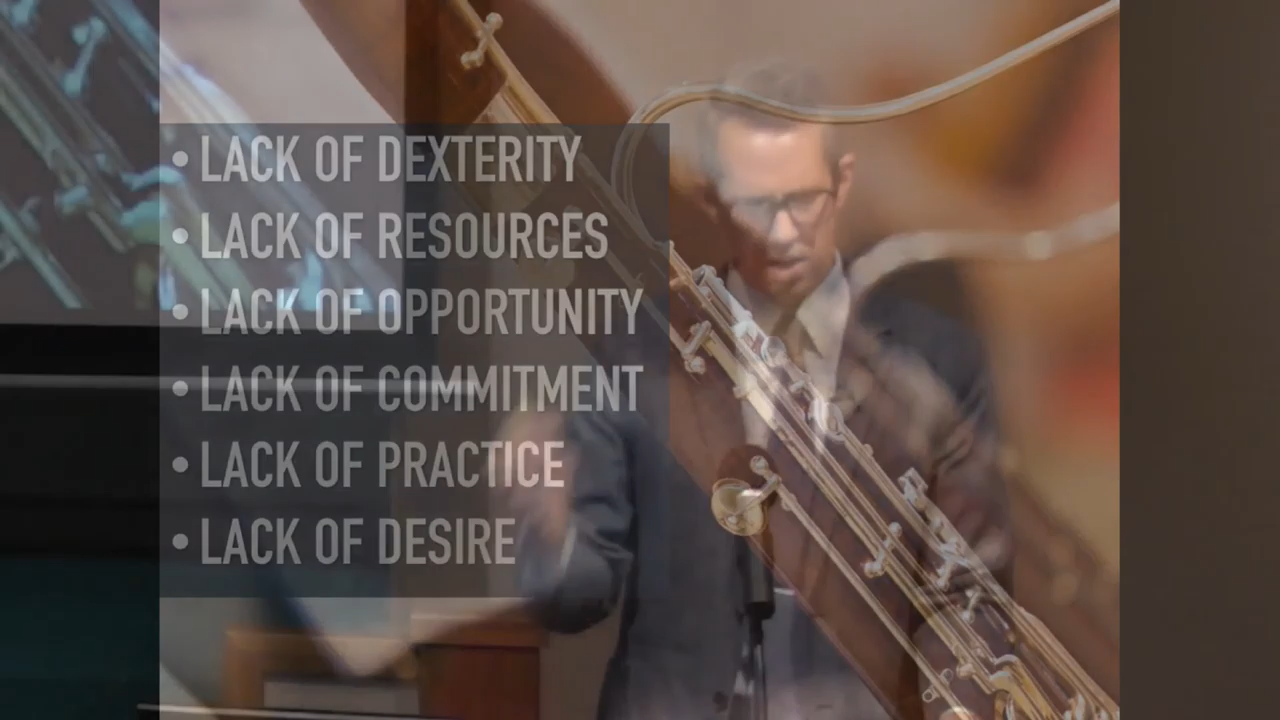 • LACK OF DEXTERITY
• LACK OF RESOURCES
• LACK OF OPPORTUNITY
• LACK OF COMMITMENT
• LACK OF PRACTICE
• LACK OF DESIRE